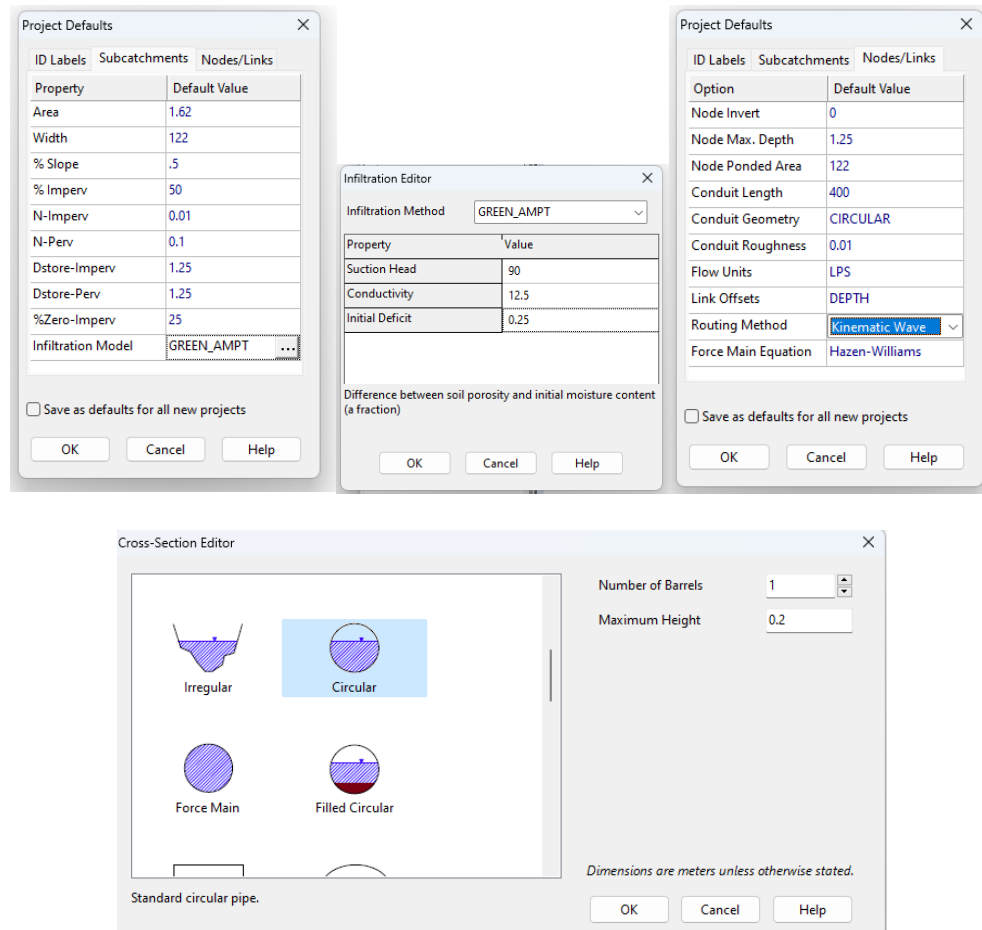 Project Defaults
ID Labels Subcatchments Nodes/Links
Property Default Value
Area 1.62
Width 122
% Slope .5
% Imperv 50
N-Imperv 0.01
N-Perv 0.1
Dstore-Imperv 1.25
Dstore-Perv 1.25
%Zero-Imperv 25
Infiltration Model GREEN_AMPT ...
Save as defaults for all new projects
OK Cancel Help
Infiltration Editor
Infiltration Method GREEN_AMPT
Property Value
Suction Head 90
Conductivity 12.5
Initial Deficit 0.25
Difference between soil porosity and initial moisture content
(a fraction)
OK Cancel Help
Project Defaults
ID Labels Subcatchments Nodes/Links
Option Default Value
Node Invert 0
Node Max. Depth 1.25
Node Ponded Area 122
Conduit Length 400
Conduit Geometry CIRCULAR
Conduit Roughness 0.01
Flow Units LPS
Link Offsets DEPTH
Routing Method Kinematic Wave
Force Main Equation Hazen-Williams
Save as defaults for all new projects
OK Cancel Help
Cross-Section Editor
Irregular Circular
Force Main Filled Circular
Number of Barrels 1
Maximum Height 0.2
Dimensions are meters unless otherwise stated.
Standard circular pipe.
OK Cancel Help